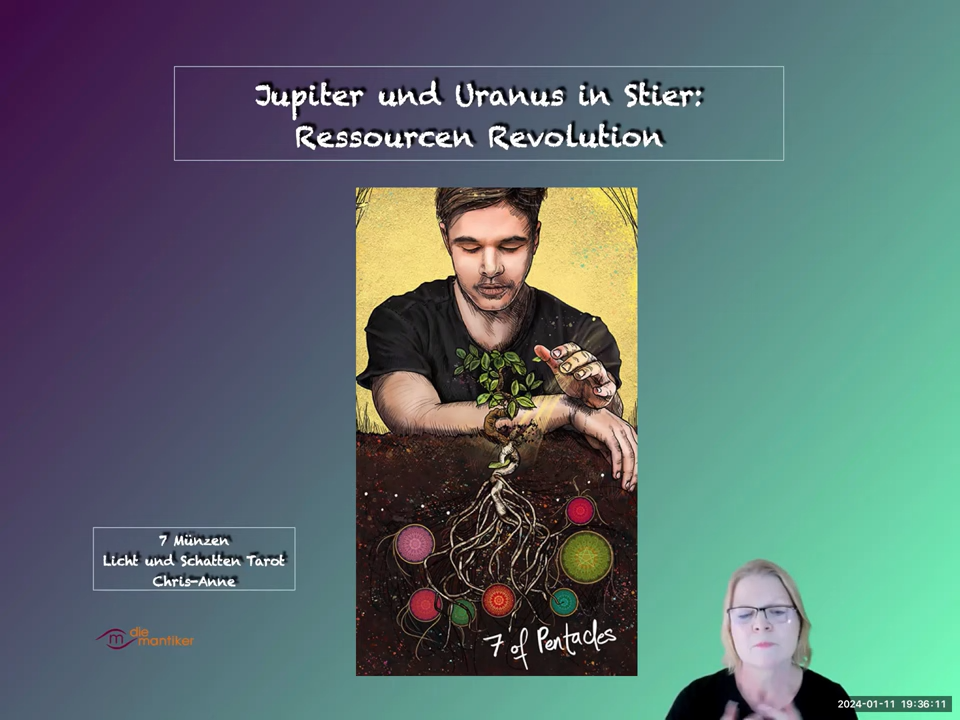 Jupiter und Uranus in Stier:
Ressourcen Revolution
7 of Pentacles
7 Münzen
Licht und Schatten Tarot
Chris-Anne
m die
mantiker
2024-01-11 19:36:11